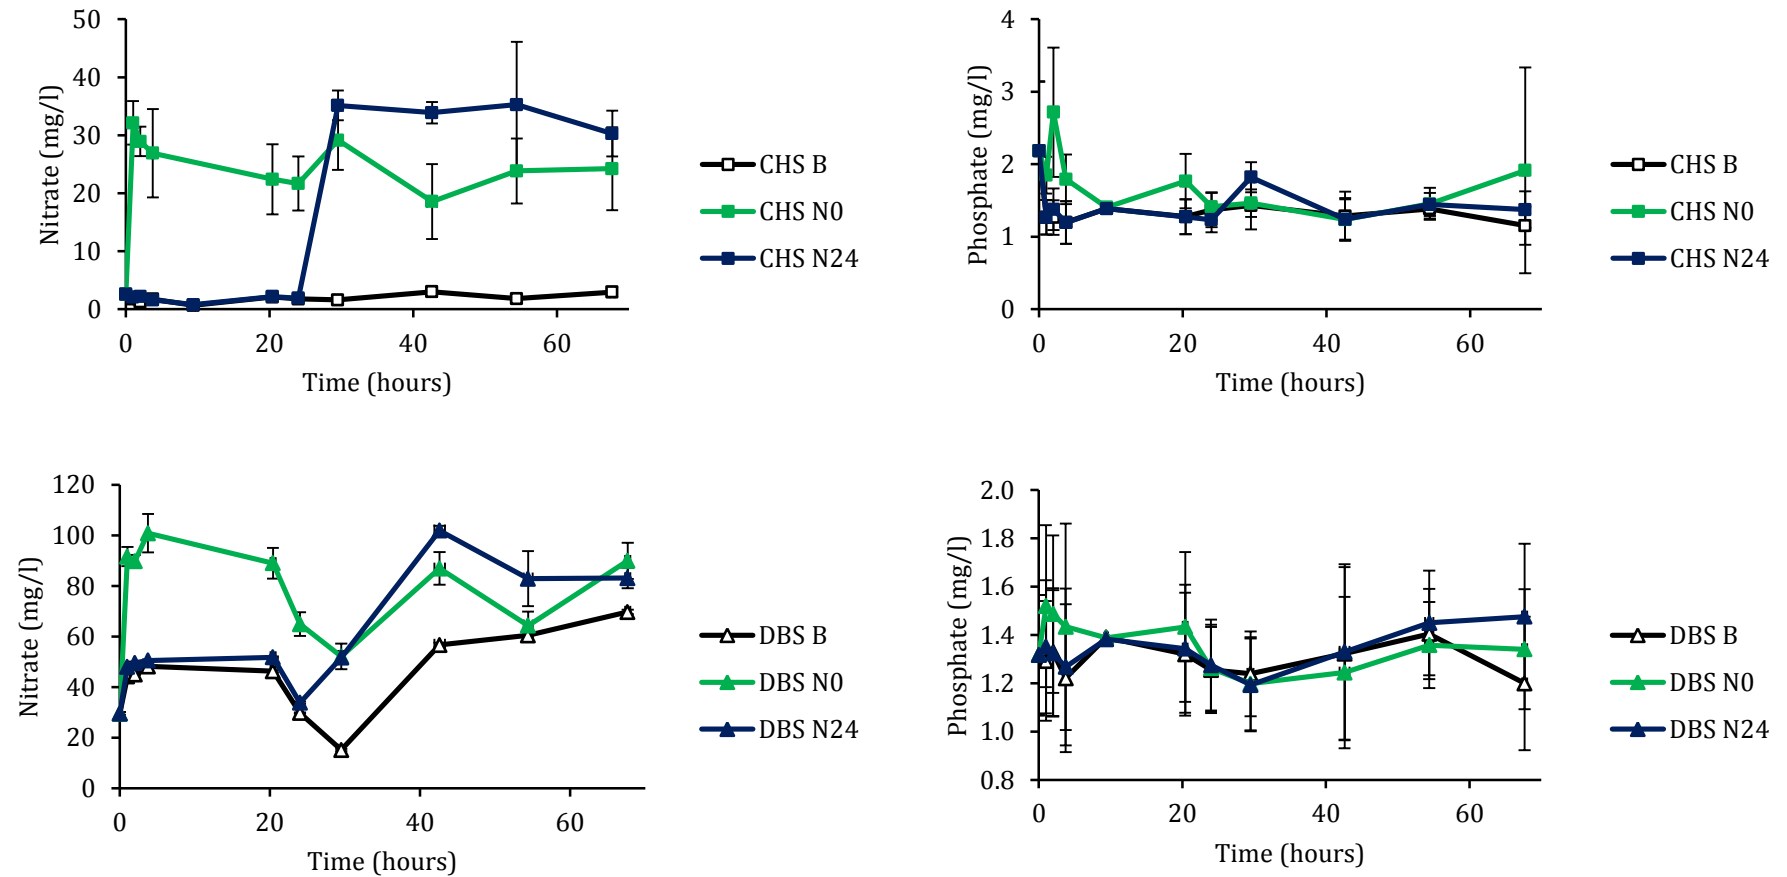 50
40
30
20
10
0
Nitrate (mg/l)
0 20 40 60
Time (hours)
CHS B
CHS N0
CHS N24
4
3
2
1
0
Phosphate (mg/l)
0 20 40 60
Time (hours)
CHS B
CHS N0
CHS N24
120
100
80
60
40
20
0
Nitrate (mg/l)
0 20 40 60
Time (hours)
DBS B
DBS N0
DBS N24
2.0
1.8
1.6
1.4
1.2
1.0
0.8
Phosphate (mg/l)
0 20 40 60
Time (hours)
DBS B
DBS N0
DBS N24